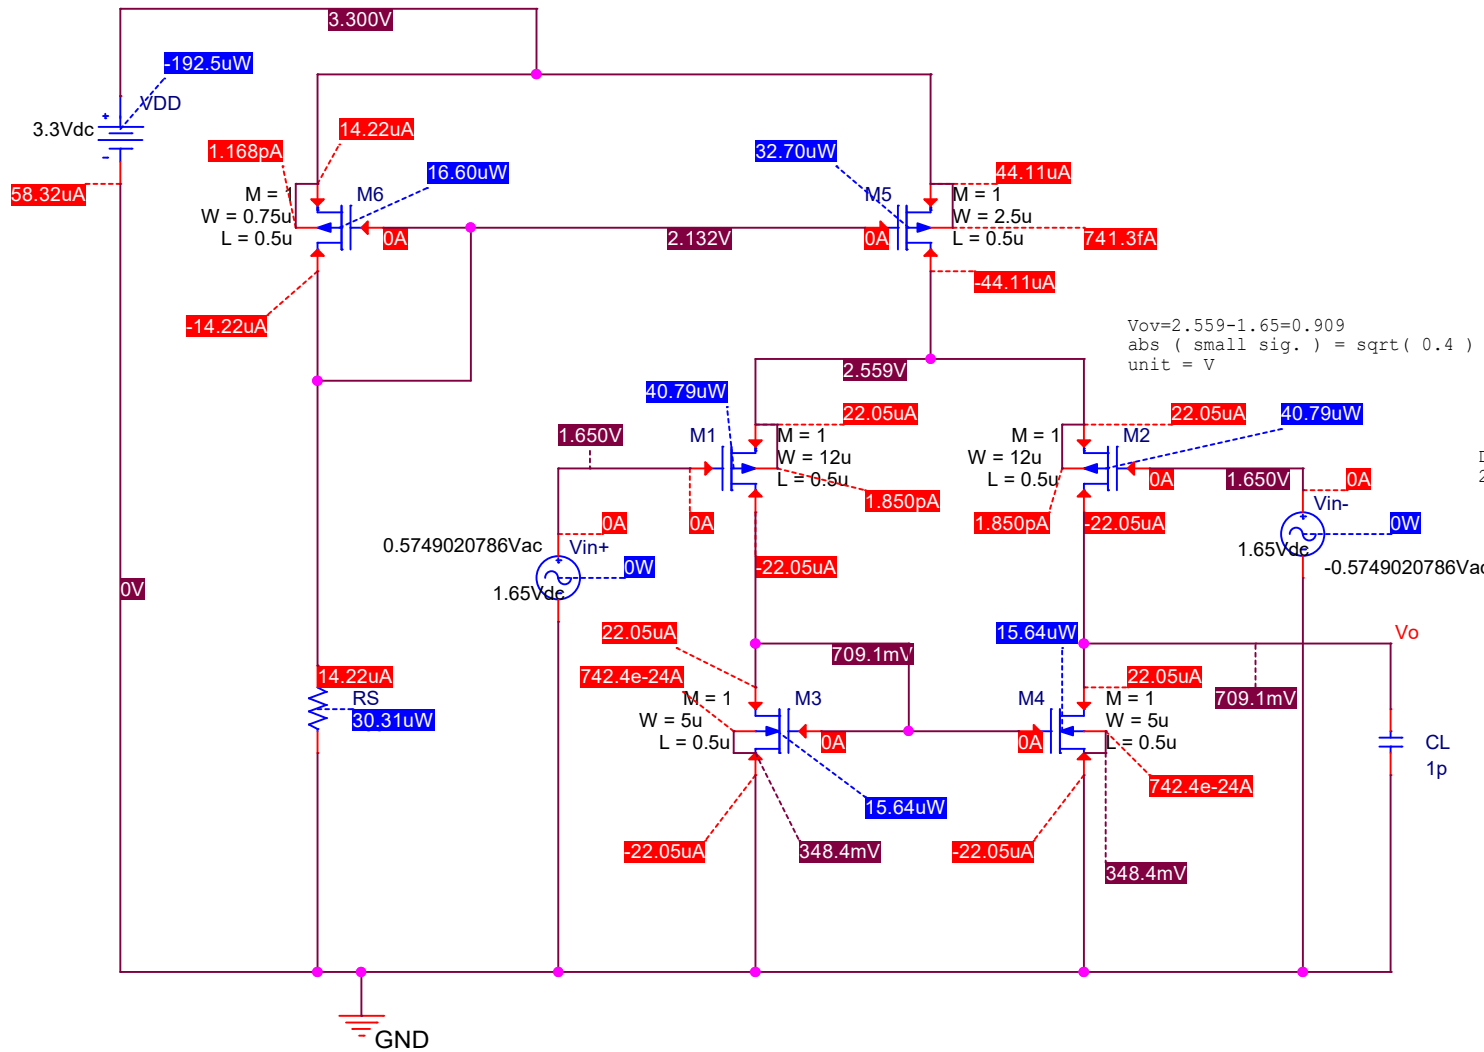 3.300V
-192.5uW
VDD
3.3Vdc
58.32uA
14.22uA
1.168pA
16.60uW
M = 1
M6
W = 0.75u
L = 0.5u
0A
-14.22uA
2.132V
32.70uW
44.11uA
M5
M = 1
W = 2.5u
L = 0.5u
0A
741.3fA
-44.11uA
Vov=2.559-1.65=0.909
abs ( small sig. ) = sqrt( 0.4 )
unit = V
2.559V
40.79uW
22.05uA
22.05uA
40.79uW
1.650V
M1
M = 1
W = 12u
L = 0.5u
M = 1
M2
W = 12u
L = 0.5u
0A
1.650V
0A
2
1.850pA
1.850pA
-22.05uA
Vin-
0A
0A
0W
0.5749020786Vac
Vin+
0W
1.65Vdc
-22.05uA
1.65Vdc
-0.5749020786Vac
0V
22.05uA
15.64uW
Vo
709.1mV
742.4e-24A
22.05uA
709.1mV
14.22uA
RS
30.31uW
M = 1
M3
W = 5u
L = 0.5u
0A
M4
M = 1
W = 5u
L = 0.5u
0A
CL
1p
742.4e-24A
15.64uW
-22.05uA
348.4mV
-22.05uA
348.4mV
GND